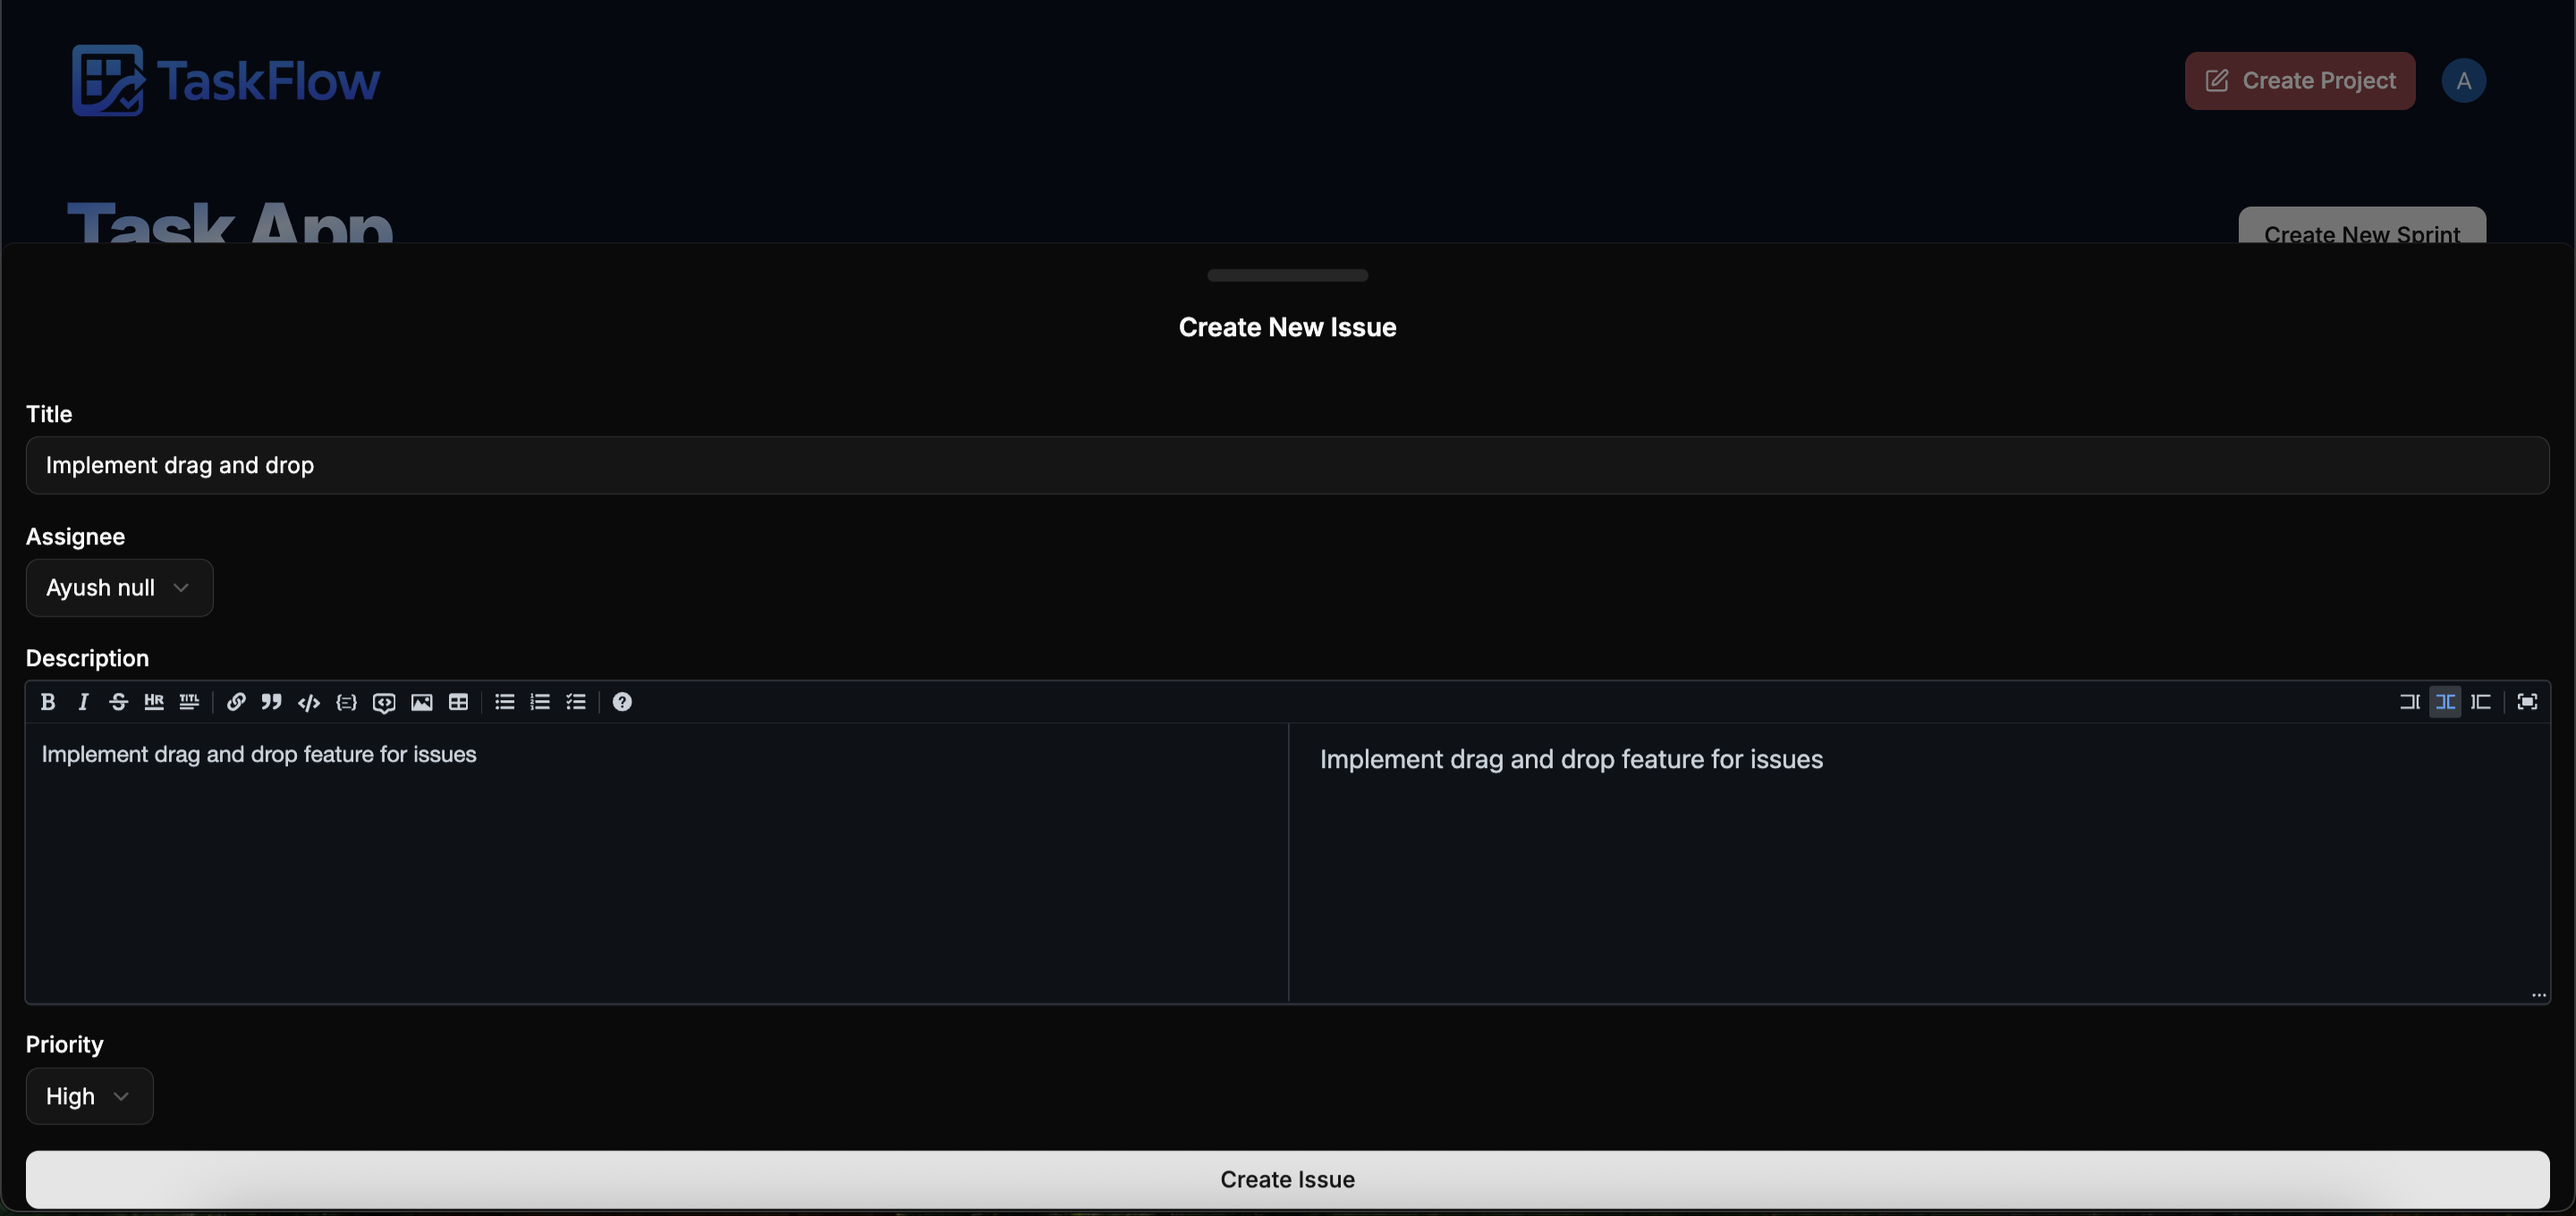 TaskFlow
Create Project
A
Task App
Create New Sprint
Create New Issue
Title
Implement drag and drop
Assignee
Ayush null
Description
B I S HR TITL
Implement drag and drop feature for issues
Implement drag and drop feature for issues
Priority
High
Create Issue